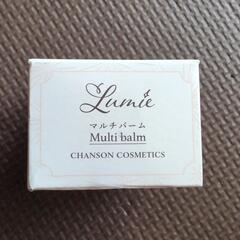 Lumie
マルチバーム
Multi balm
CHANSON COSMETICS